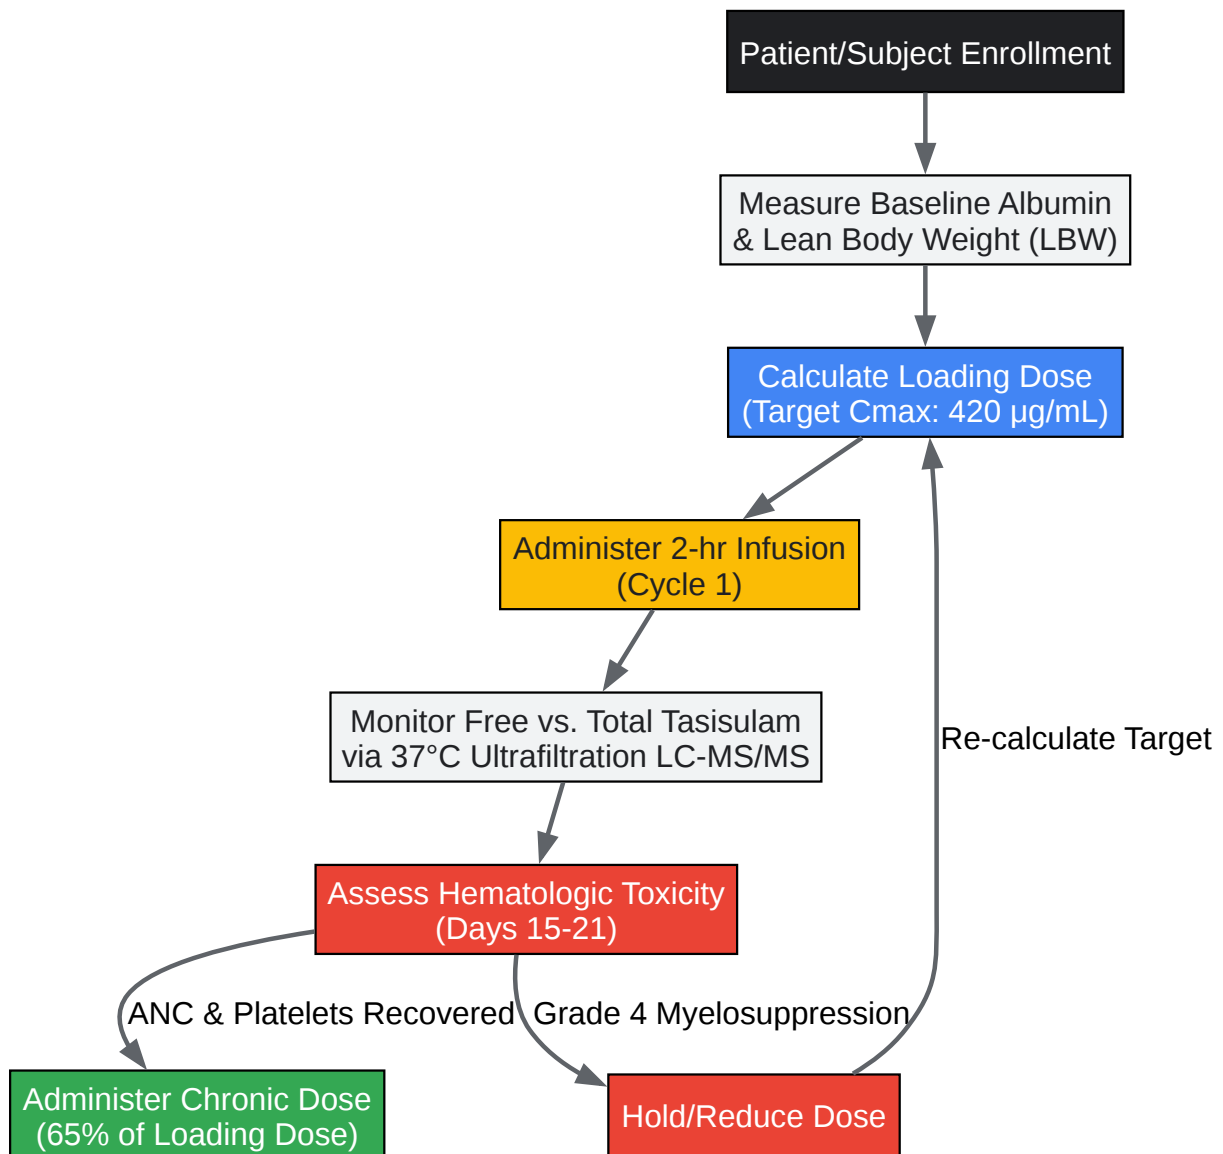 Patient/Subject Enrollment
Measure Baseline Albumin
& Lean Body Weight (LBW)
Calculate Loading Dose
(Target Cmax: 420 μg/mL)
Administer 2-hr Infusion
(Cycle 1)
Monitor Free vs. Total Tasisulam
via 37°C Ultrafiltration LC-MS/MS
Re-calculate Target
Assess Hematologic Toxicity
(Days 15-21)
ANC & Platelets Recovered
Grade 4 Myelosuppression
Administer Chronic Dose
(65% of Loading Dose)
Hold/Reduce Dose